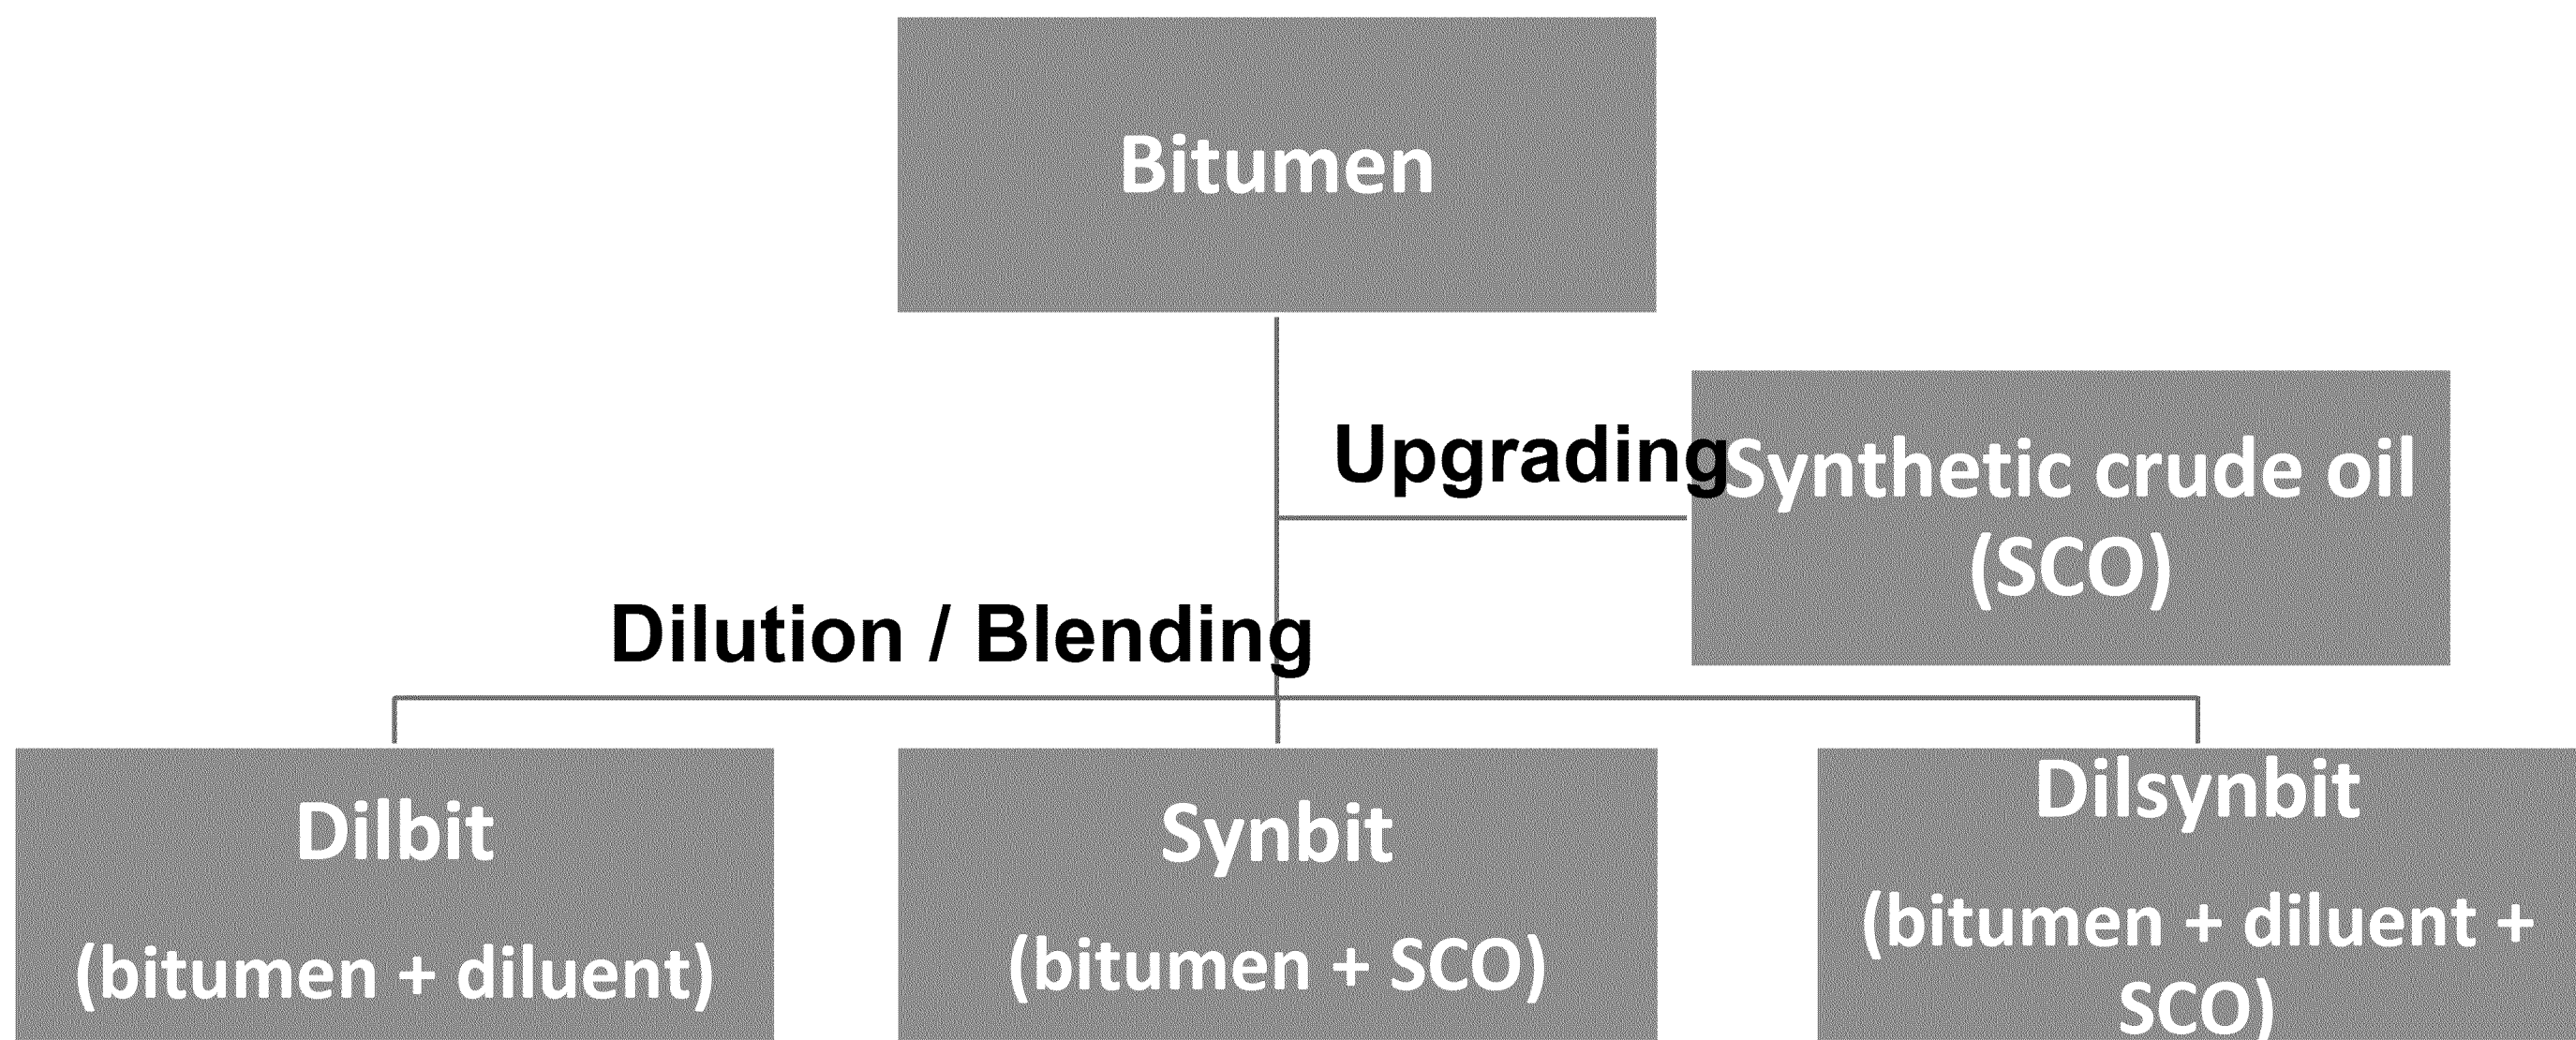 Bitumen
Upgrading
Synthetic crude oil
(SCO)
Dilution / Blending
Dilbit
(bitumen + diluent)
Synbit
(bitumen + SCO)
Dilsynbit
(bitumen + diluent +
SCO)